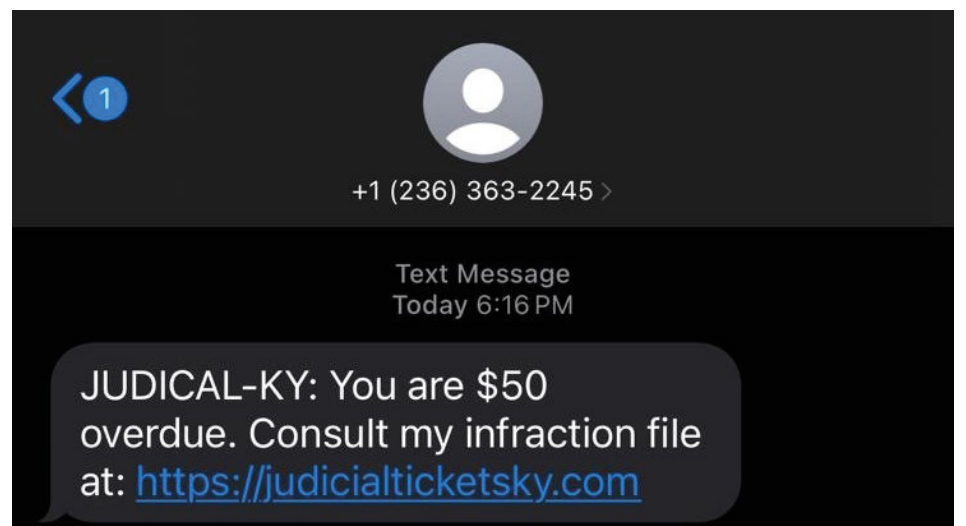 1
+1 (236) 363-2245 >
Text Message
Today 6:16 PM
JUDICAL-KY: You are $50
overdue. Consult my infraction file
at: https://judicialticketsky.com